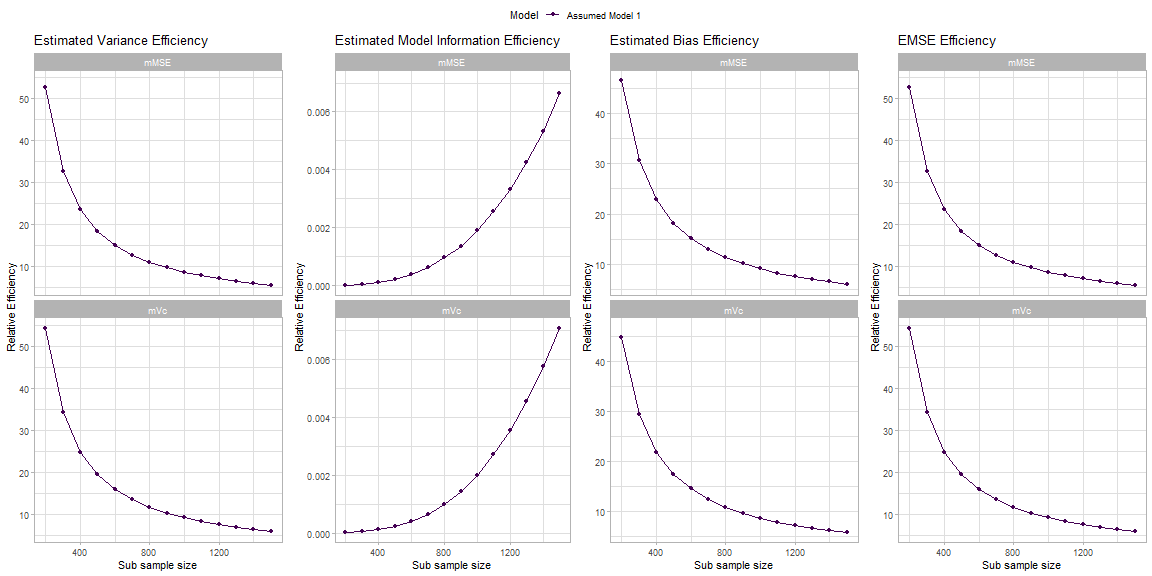 Model Assumed Model 1
Estimated Variance Efficiency
mMSE
50
40
30
20
10
mVc
50
40
30
20
10
400 800 1200
Sub sample size
Relative Efficiency
Estimated Model Information Efficiency
mMSE
0.006
0.004
0.002
0.000
mVc
0.006
0.004
0.002
0.000
400 800 1200
Sub sample size
Relative Efficiency
Estimated Bias Efficiency
mMSE
40
30
20
10
mVc
40
30
20
10
400 800 1200
Sub sample size
Relative Efficiency
EMSE Efficiency
mMSE
50
40
30
20
10
mVc
50
40
30
20
10
400 800 1200
Sub sample size
Relative Efficiency